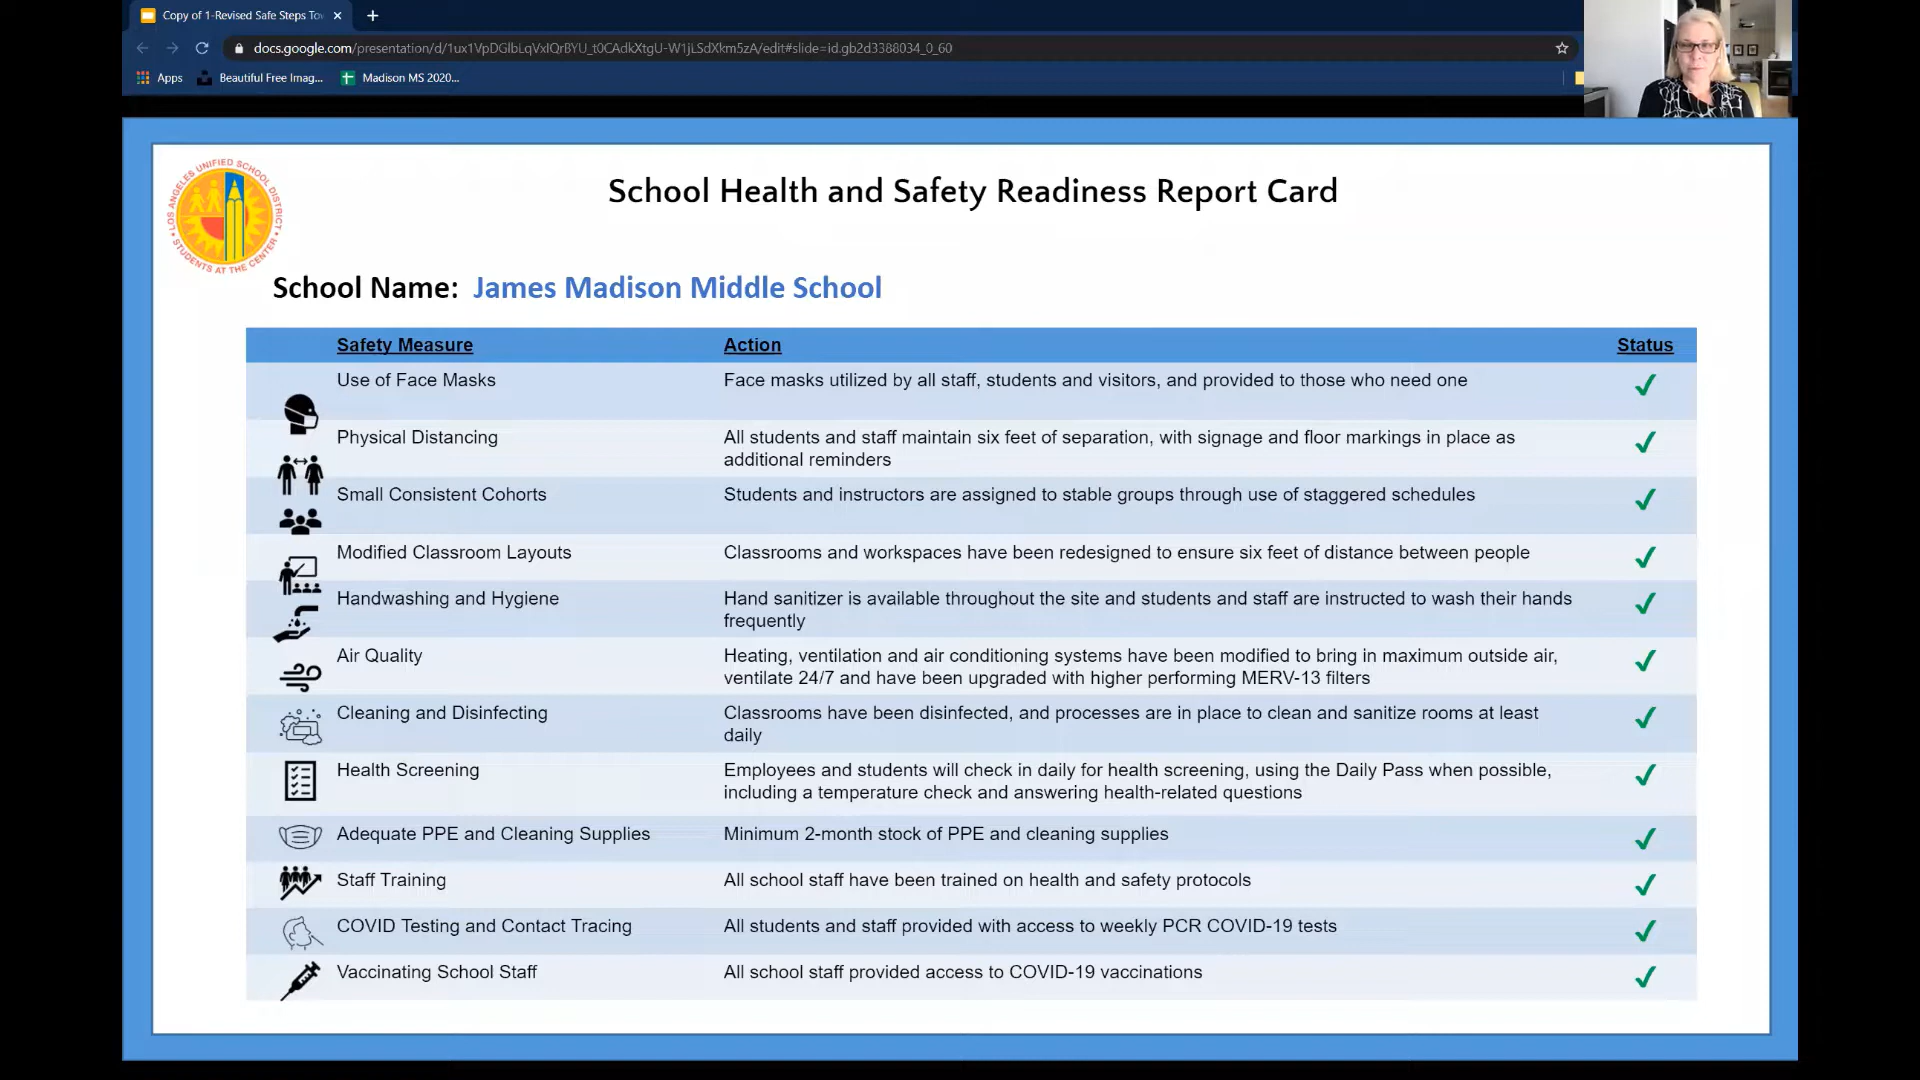 Copy of 1-Revised Safe Steps Tov
docs.google.com/presentation/d/1ux1VpDGlbLqVxIQrBYU_t0CAdkXtgU-W1jLSdXkm5zA/edit#slide=id.gb2d3388034_0_60
Apps Beautiful Free Imag... Madison MS 2020...
LOS ANGELES UNIFIED SCHOOL DISTRICT
STUDENTS AT THE CENTER
School Health and Safety Readiness Report Card
School Name: James Madison Middle School
Safety Measure Action Status
Use of Face Masks Face masks utilized by all staff, students and visitors, and provided to those who need one
Physical Distancing All students and staff maintain six feet of separation, with signage and floor markings in place as
additional reminders
Small Consistent Cohorts Students and instructors are assigned to stable groups through use of staggered schedules
Modified Classroom Layouts Classrooms and workspaces have been redesigned to ensure six feet of distance between people
Handwashing and Hygiene Hand sanitizer is available throughout the site and students and staff are instructed to wash their hands
frequently
Air Quality Heating, ventilation and air conditioning systems have been modified to bring in maximum outside air,
ventilate 24/7 and have been upgraded with higher performing MERV-13 filters
Cleaning and Disinfecting Classrooms have been disinfected, and processes are in place to clean and sanitize rooms at least
daily
Health Screening Employees and students will check in daily for health screening, using the Daily Pass when possible,
including a temperature check and answering health-related questions
Adequate PPE and Cleaning Supplies Minimum 2-month stock of PPE and cleaning supplies
Staff Training All school staff have been trained on health and safety protocols
COVID Testing and Contact Tracing All students and staff provided with access to weekly PCR COVID-19 tests
Vaccinating School Staff All school staff provided access to COVID-19 vaccinations